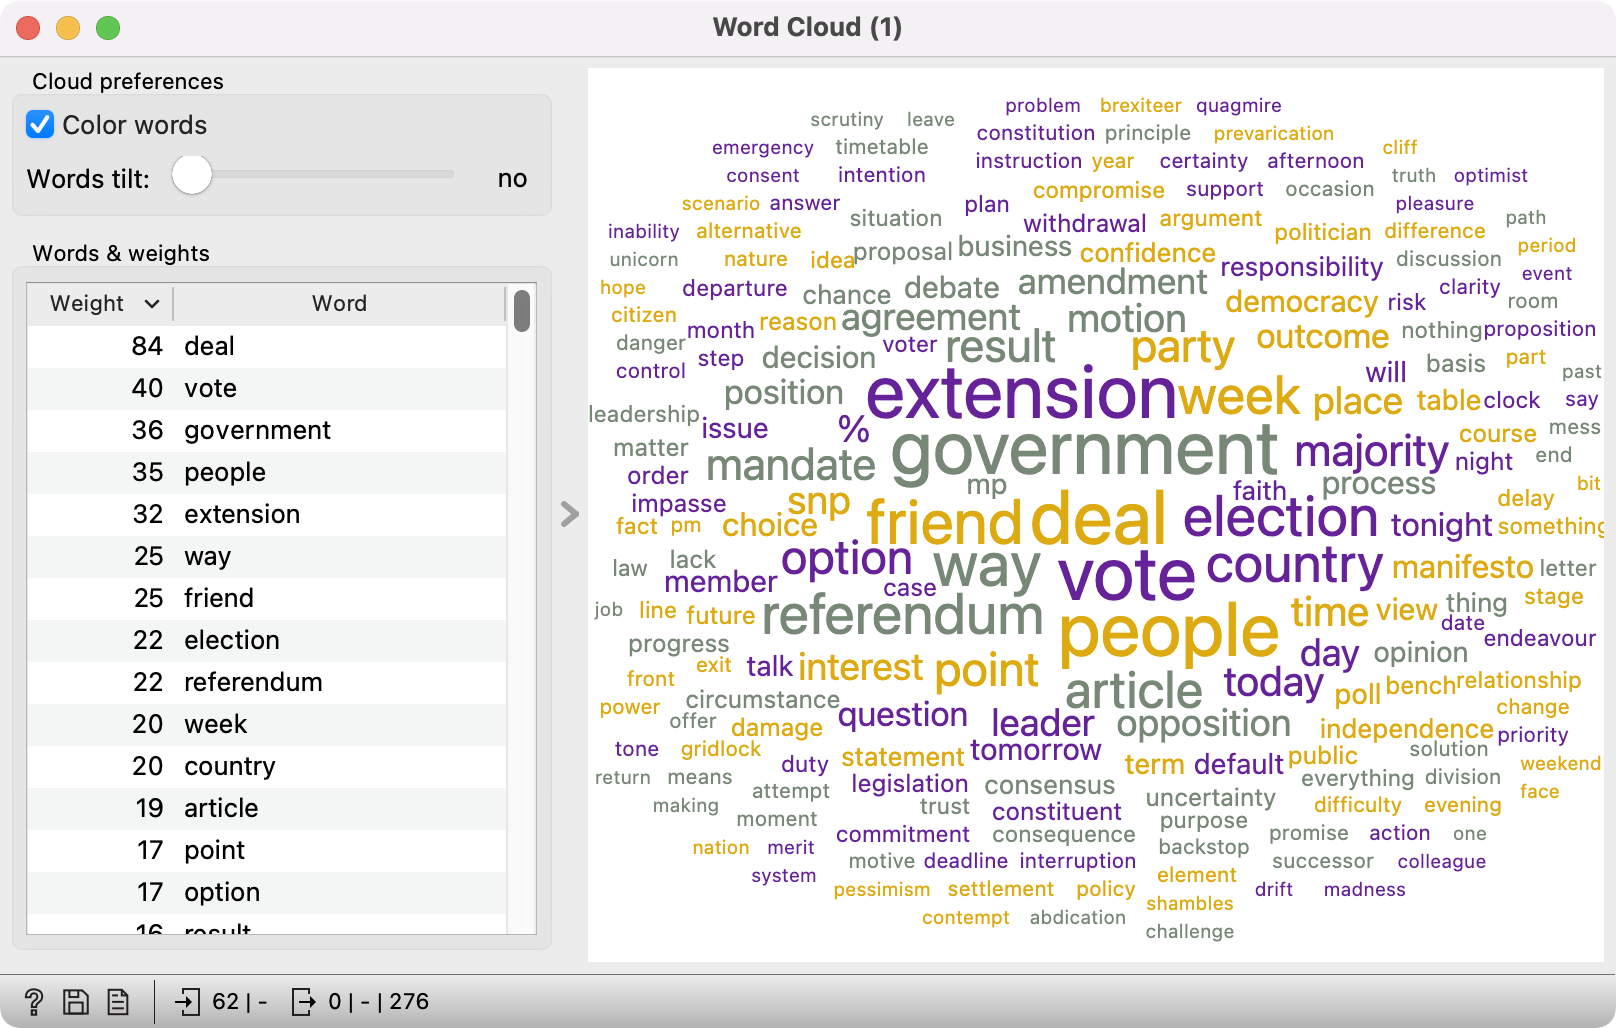 Word Cloud (1)
Cloud preferences
Color words
Words tilt: no
Words & weights
Weight Word
84 deal
40 vote
36 government
35 people
32 extension
25 way
25 friend
22 election
22 referendum
20 week
20 country
19 article
17 point
17 option
16 result
problem brexiteer quagmire
scrutiny leave constitution principle prevarication
emergency timetable instruction year certainty afternoon cliff
consent intention compromise support occasion truth optimist
scenario answer situation plan withdrawal argument pleasure path
inability alternative politician difference
unicorn nature idea proposal business confidence responsibility discussion period
hope departure chance debate amendment democracy risk clarity event
citizen month reason agreement motion outcome nothing proposition room
danger step decision voter result party will basis part
control position extension week place table clock say past
leadership issue % government majority course mess
matter mandate mp night end
order impasse snp faith process bit
fact pm choice friend deal election tonight delay something
law lack option way vote country manifesto letter
member case
job line future referendum people time view thing stage
progress date endeavour
exit talk interest point day opinion
front circumstance article today poll bench relationship
power offer damage question leader opposition independence change
tone gridlock statement tomorrow public solution priority
return means duty legislation consensus term default everything division weekend
making attempt trust constituent uncertainty difficulty evening face
moment commitment consequence purpose promise action one
nation merit motive deadline interruption backstop successor colleague
system pessimism settlement policy element drift madness
contempt abdication shambles
challenge
62 | - 0 | - | 276